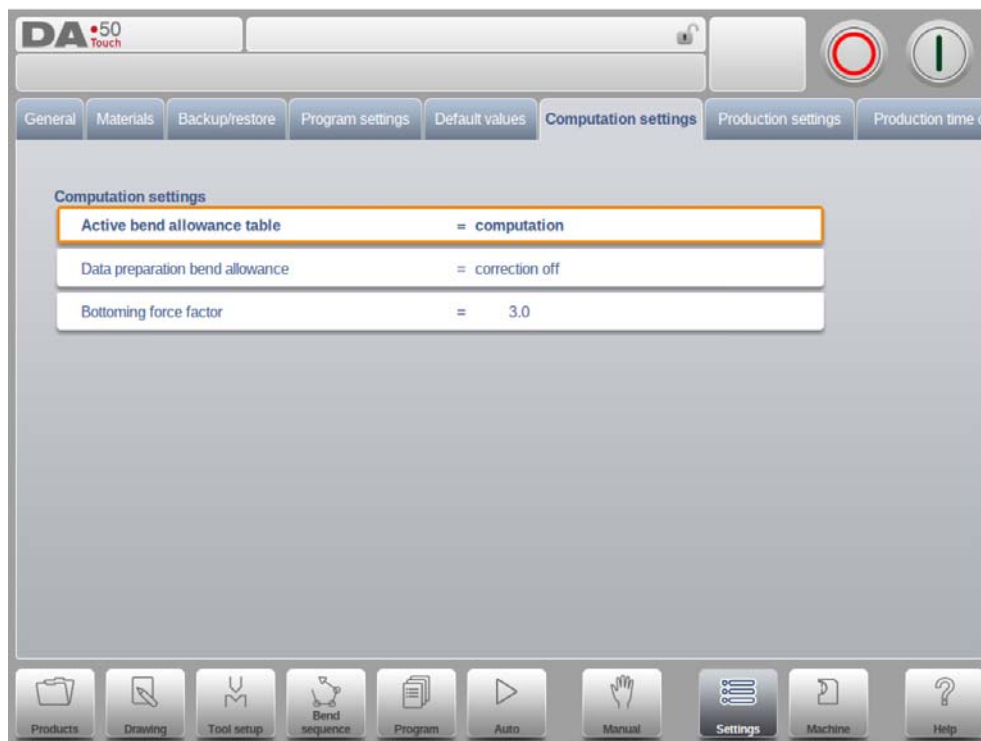 DA •50
Touch
General Materials Backup/restore Program settings Default values Computation settings Production settings Production time
Computation settings
Active bend allowance table = computation
Data preparation bend allowance = correction off
Bottoming force factor = 3.0
Products Drawing Tool setup Bend sequence Program Auto Manual Settings Machine Help